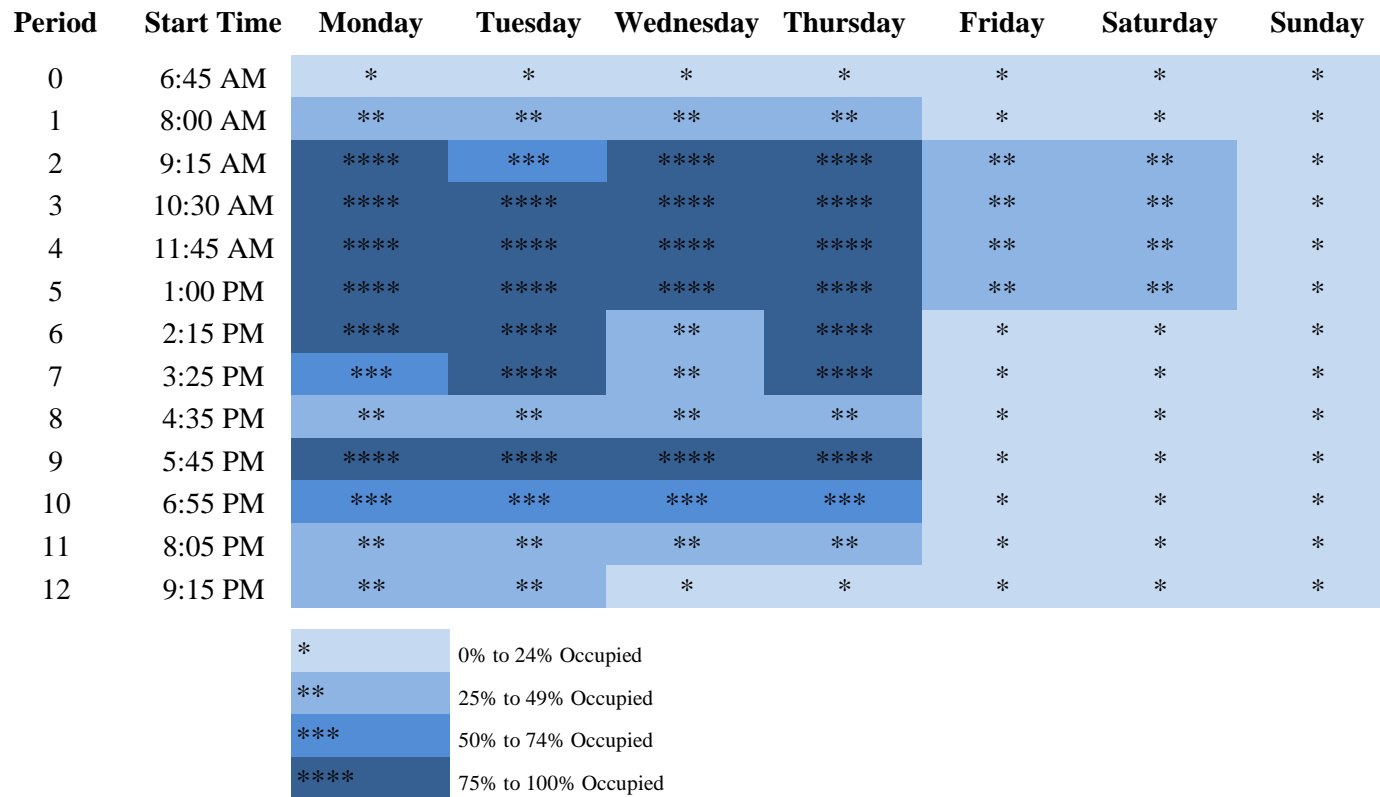 Period Start Time Monday Tuesday Wednesday Thursday Friday Saturday Sunday
0 6:45 AM * * * * * * *
1 8:00 AM ** ** ** ** * * *
2 9:15 AM **** *** **** **** ** ** *
3 10:30 AM **** **** **** **** ** ** *
4 11:45 AM **** **** **** **** ** ** *
5 1:00 PM **** **** **** **** ** ** *
6 2:15 PM **** **** ** **** * * *
7 3:25 PM *** **** ** **** * * *
8 4:35 PM ** ** ** ** * * *
9 5:45 PM **** **** **** **** * * *
10 6:55 PM *** *** *** *** * * *
11 8:05 PM ** ** ** ** * * *
12 9:15 PM ** ** * * * * *
* 0% to 24% Occupied
** 25% to 49% Occupied
*** 50% to 74% Occupied
**** 75% to 100% Occupied